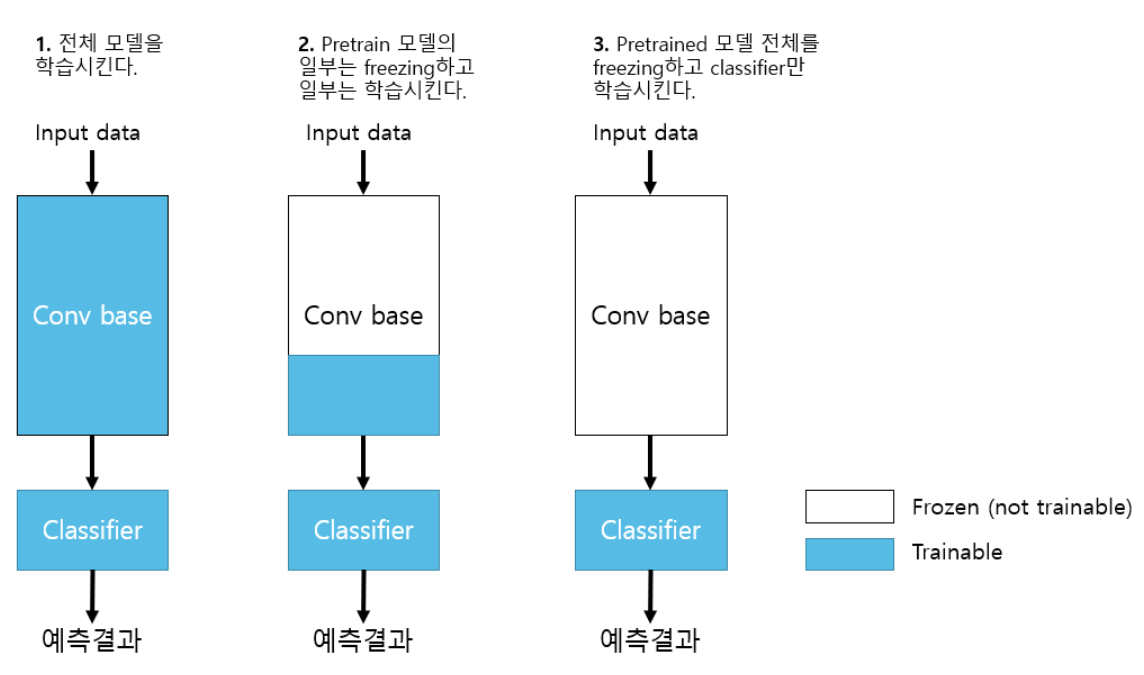 1. 전체 모델을
학습시킨다.
Input data
Conv base
Classifier
예측결과
2. Pretrain 모델의
일부는 freezing하고
일부는 학습시킨다.
Input data
Conv base
Classifier
예측결과
3. Pretrained 모델 전체를
freezing하고 classifier만
학습시킨다.
Input data
Conv base
Classifier
예측결과
Frozen (not trainable)
Trainable